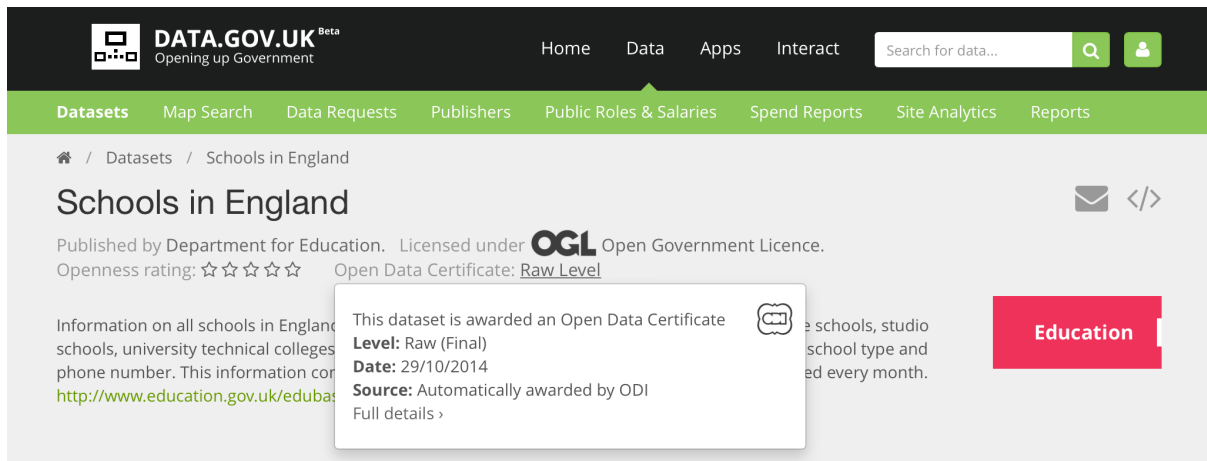 DATA.GOV.UK Beta
Opening up Government
Home Data Apps Interact Search for data...
Datasets Map Search Data Requests Publishers Public Roles & Salaries Spend Reports Site Analytics Reports
/ Datasets / Schools in England
Schools in England
Published by Department for Education. Licensed under OGL Open Government Licence.
Openness rating: Open Data Certificate: Raw Level
This dataset is awarded an Open Data Certificate
Level: Raw (Final)
Date: 29/10/2014
Source: Automatically awarded by ODI
Full details ›
Information on all schools in schools, studio
schools, university technical colleges school type and
phone number. This information every month.
http://www.education.gov.uk/edubas
Education